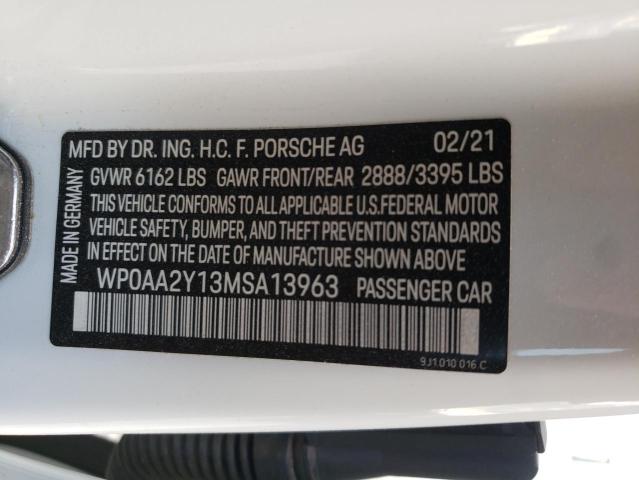 MFD BY DR. ING. H.C. F. PORSCHE AG 02/21
GVWR 6162 LBS GAWR FRONT/REAR 2888/3395 LBS
THIS VEHICLE CONFORMS TO ALL APPLICABLE U.S.FEDERAL MOTOR
VEHICLE SAFETY, BUMPER, AND THEFT PREVENTION STANDARDS
IN EFFECT ON THE DATE OF MANUFACTURE SHOWN ABOVE
WP0AA2Y13MSA13963 PASSENGER CAR
9J1.010.016.C
MADE IN GERMANY